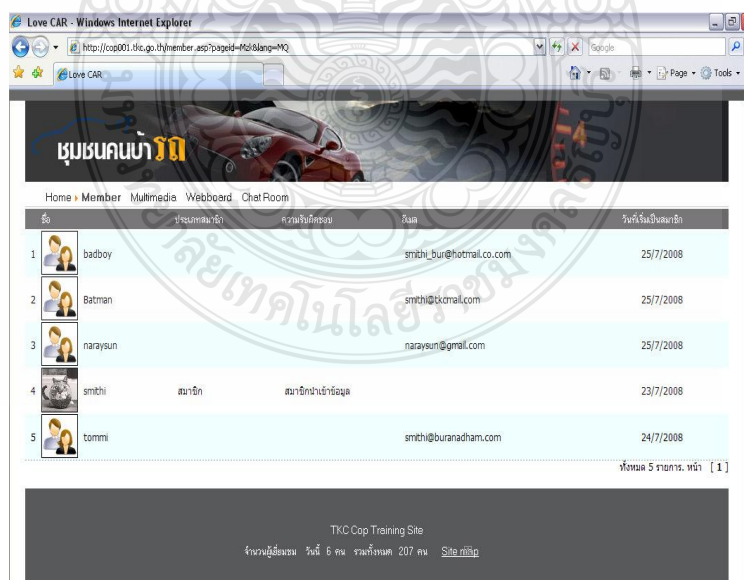 Love CAR - Windows Internet Explorer
http://cop001.tkc.go.th/member.asp?pageid=Mzk&lang=MQ
Google
Love CAR
Page
Tools
ชุมชนคนบ้ารถ
Home Member Multimedia Webboard Chat Room
ชื่อ ประเภทสมาชิก ความรับผิดชอบ อีเมล วันที่เริ่มเป็นสมาชิก
1 badboy smithi_bur@hotmail.co.com 25/7/2008
2 Batman smithi@tkcmail.com 25/7/2008
3 naraysun naraysun@gmail.com 25/7/2008
4 smithi สมาชิก สมาชิกนำเข้าข้อมูล 23/7/2008
5 tommi smithi@buranadham.com 24/7/2008
ทั้งหมด 5 รายการ. หน้า [ 1 ]
TKC Cop Training Site
จำนวนผู้เยี่ยมชม วันนี้ 6 คน รวมทั้งหมด 207 คน Site map